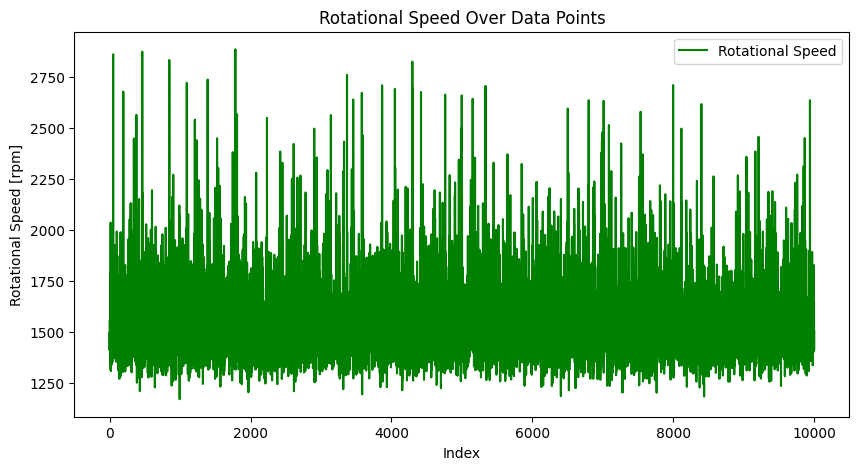 Rotational Speed Over Data Points
Rotational Speed
Rotational Speed [rpm]
2750
2500
2250
2000
1750
1500
1250
0 2000 4000 6000 8000 10000
Index